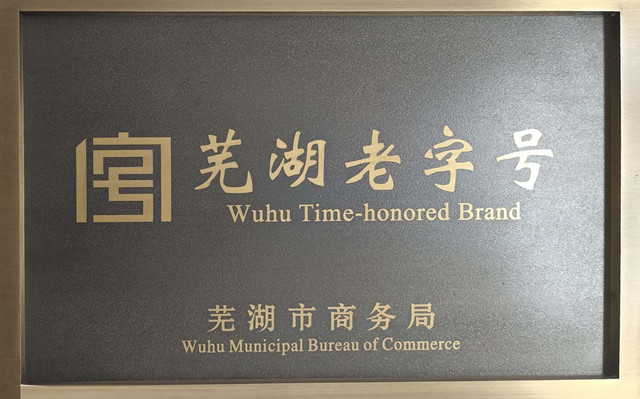 芜湖老字号
Wuhu Time-honored Brand
芜湖市商务局
Wuhu Municipal Bureau of Commerce